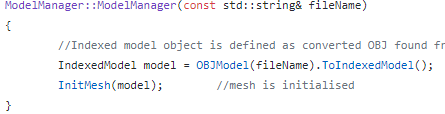 ModelManager::ModelManager(const std::string& fileName)
{
//Indexed model object is defined as converted OBJ found fr
IndexedModel model = OBJModel(fileName).ToIndexedModel();
InitMesh(model); //mesh is initialised
}